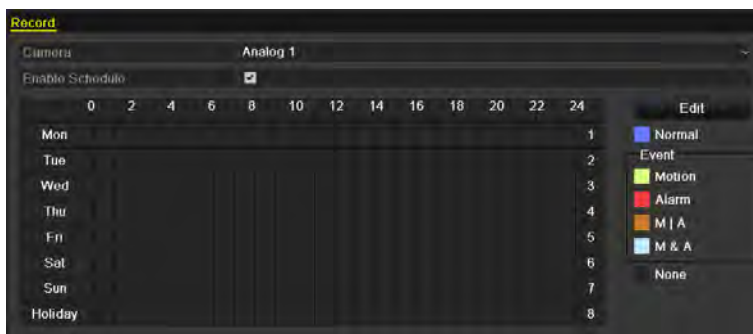 Record
Camera Analog 1
Enable Schedule
0 2 4 6 8 10 12 14 16 18 20 22 24
Edit
Mon 1
Normal
Tue 2
Event
Wed 3
Motion
Thu 4
Alarm
Fri 5
M | A
M & A
Sat 6
None
Sun 7
Holiday 8